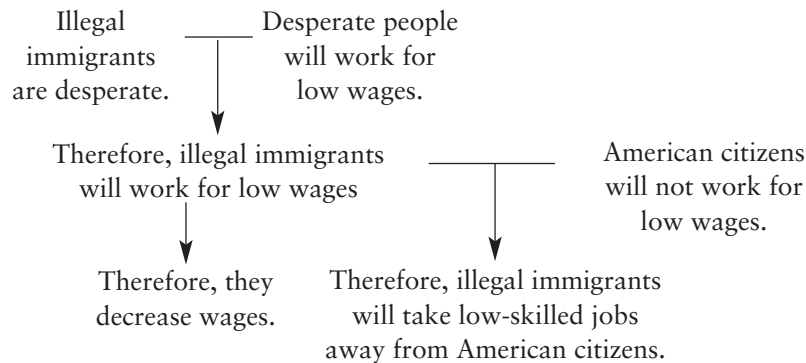 Illegal
immigrants
are desperate.
Desperate people
will work for
low wages.
Therefore, illegal immigrants
will work for low wages
American citizens
will not work for
low wages.
Therefore, they
decrease wages.
Therefore, illegal immigrants
will take low-skilled jobs
away from American citizens.